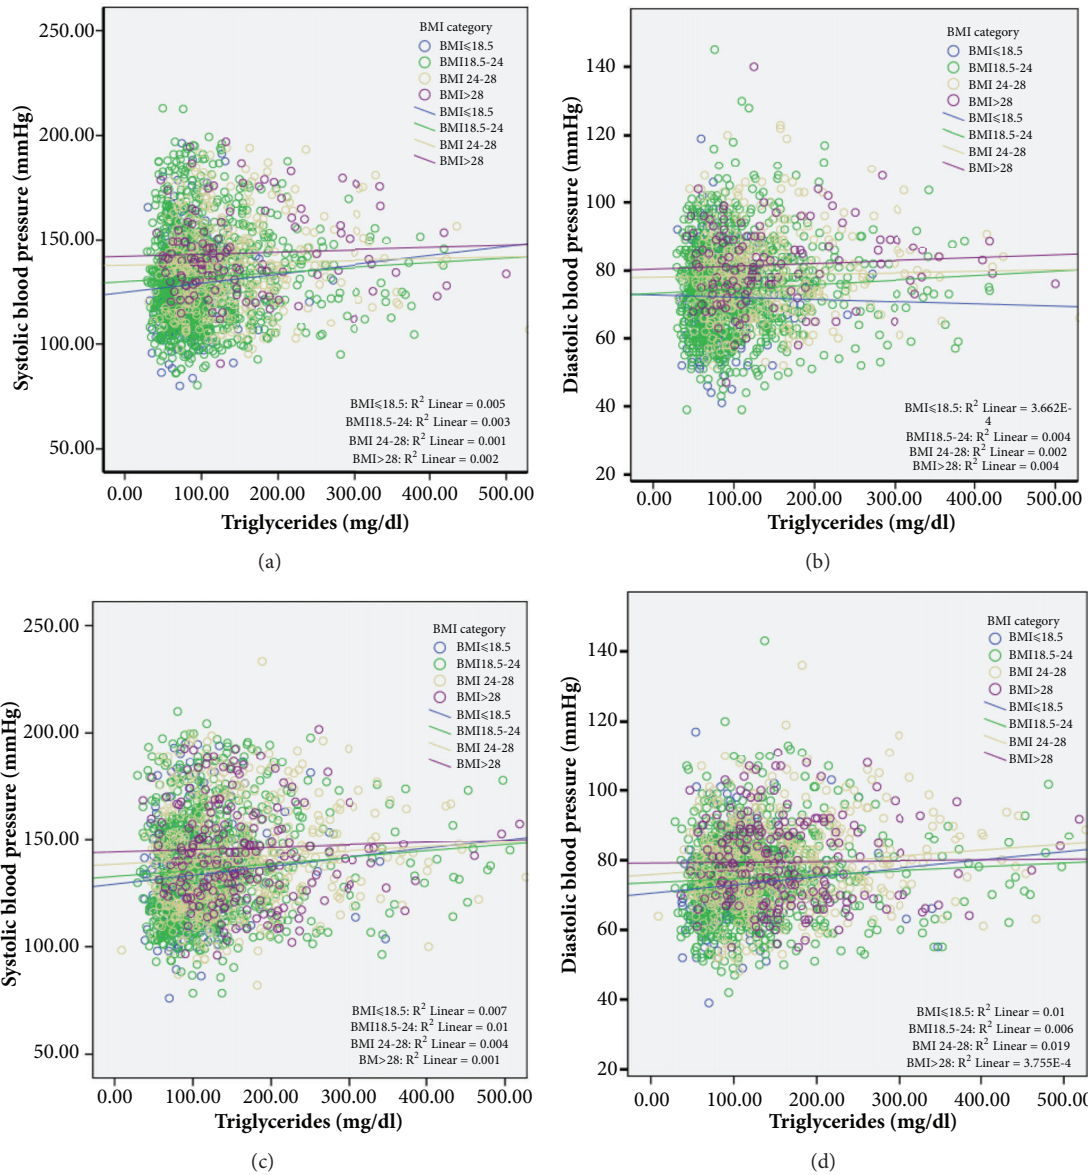 250.00
200.00
150.00
100.00
50.00
Systolic blood pressure (mmHg)
BMI category
BMI⩽18.5
BMI18.5-24
BMI 24-28
BMI>28
BMI⩽18.5
BMI18.5-24
BMI 24-28
BMI>28
BMI⩽18.5: R² Linear = 0.005
BMI18.5-24: R² Linear = 0.003
BMI 24-28: R² Linear = 0.001
BMI>28: R² Linear = 0.002
0.00 100.00 200.00 300.00 400.00 500.00
Triglycerides (mg/dl)
(a)
140
120
100
80
60
40
20
Diastolic blood pressure (mmHg)
BMI category
BMI⩽18.5
BMI18.5-24
BMI 24-28
BMI>28
BMI⩽18.5
BMI18.5-24
BMI 24-28
BMI>28
BMI⩽18.5: R² Linear = 3.662E-
4
BMI18.5-24: R² Linear = 0.004
BMI 24-28: R² Linear = 0.002
BMI>28: R² Linear = 0.004
0.00 100.00 200.00 300.00 400.00 500.00
Triglycerides (mg/dl)
(b)
250.00
200.00
150.00
100.00
50.00
Systolic blood pressure (mmHg)
BMI category
BMI⩽18.5
BMI18.5-24
BMI 24-28
BMI>28
BMI⩽18.5
BMI18.5-24
BMI 24-28
BMI>28
BMI⩽18.5: R² Linear = 0.007
BMI18.5-24: R² Linear = 0.01
BMI 24-28: R² Linear = 0.004
BM>28: R² Linear = 0.001
0.00 100.00 200.00 300.00 400.00 500.00
Triglycerides (mg/dl)
(c)
140
120
100
80
60
40
20
Diastolic blood pressure (mmHg)
BMI category
BMI⩽18.5
BMI18.5-24
BMI 24-28
BMI>28
BMI⩽18.5
BMI18.5-24
BMI 24-28
BMI>28
BMI⩽18.5: R² Linear = 0.01
BMI18.5-24: R² Linear = 0.006
BMI 24-28: R² Linear = 0.019
BMI>28: R² Linear = 3.755E-4
0.00 100.00 200.00 300.00 400.00 500.00
Triglycerides (mg/dl)
(d)